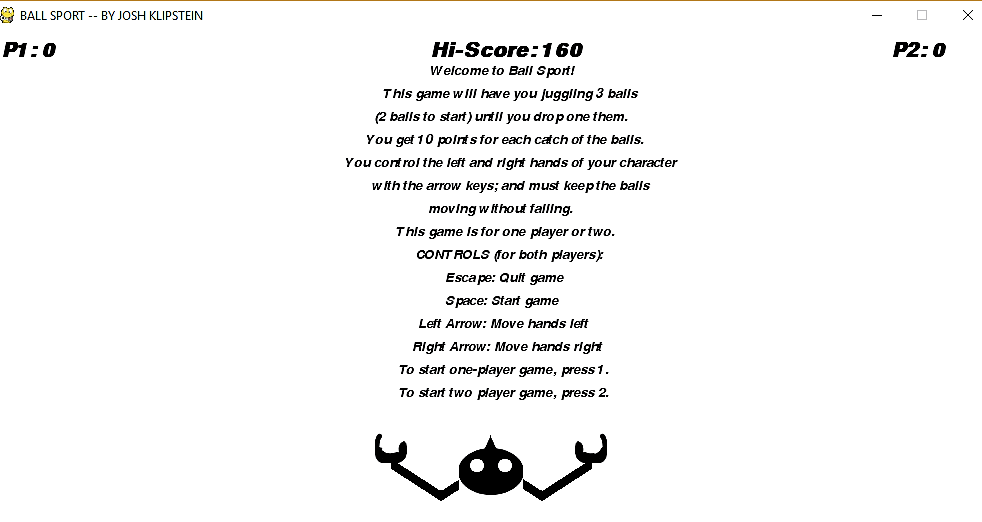 BALL SPORT -- BY JOSH KLIPSTEIN
P1: 0 Hi-Score: 160 P2: 0
Welcome to Ball Sport!
This game will have you juggling 3 balls
(2 balls to start) until you drop one them.
You get 10 points for each catch of the balls.
You control the left and right hands of your character
with the arrow keys; and must keep the balls
moving without falling.
This game is for one player or two.
CONTROLS (for both players):
Escape: Quit game
Space: Start game
Left Arrow: Move hands left
Right Arrow: Move hands right
To start one-player game, press 1.
To start two player game, press 2.